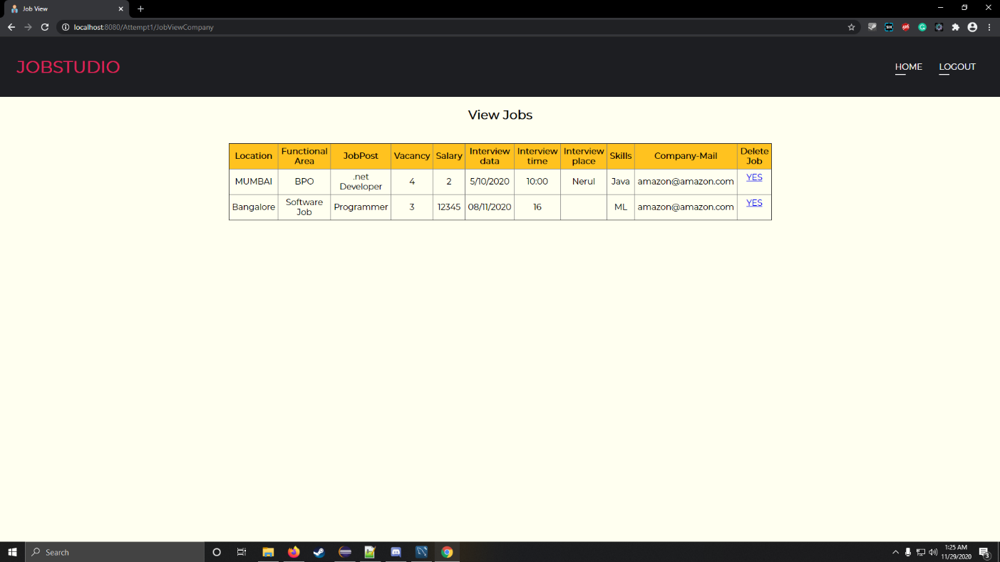 Job View
localhost:8080/Attempt1/JobViewCompany
JOBSTUDIO
HOME
LOGOUT
View Jobs
Location Functional Area JobPost Vacancy Salary Interview data Interview time Interview place Skills Company-Mail Delete Job
MUMBAI BPO .net Developer 4 2 5/10/2020 10:00 Nerul Java amazon@amazon.com YES
Bangalore Software Job Programmer 3 12345 08/11/2020 16 ML amazon@amazon.com YES
Search
1:25 AM
11/29/2020
3